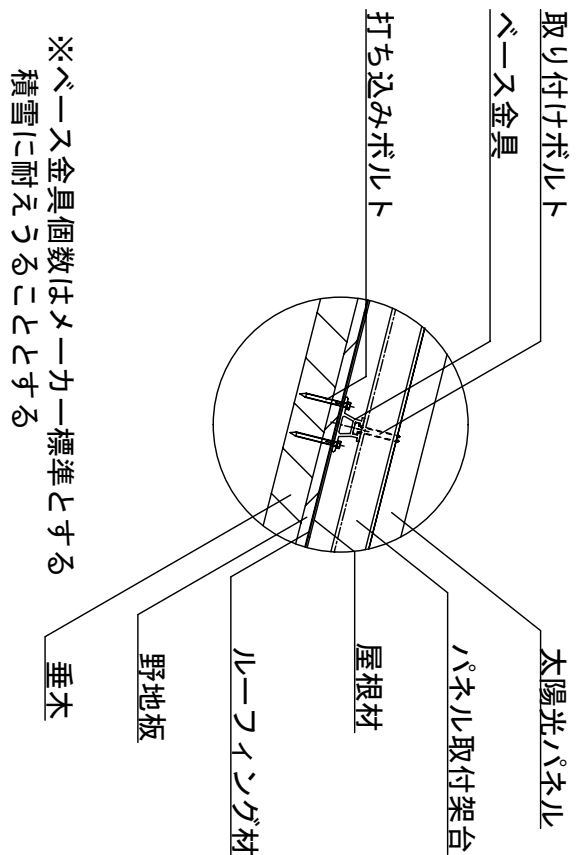 取り付けボルト
ベース金具
打ち込みボルト
太陽光パネル
パネル取付架台
屋根材
ルーフィング材
野地板
垂木
※ベース金具個数はメーカー標準とする
積雪に耐えうることとする